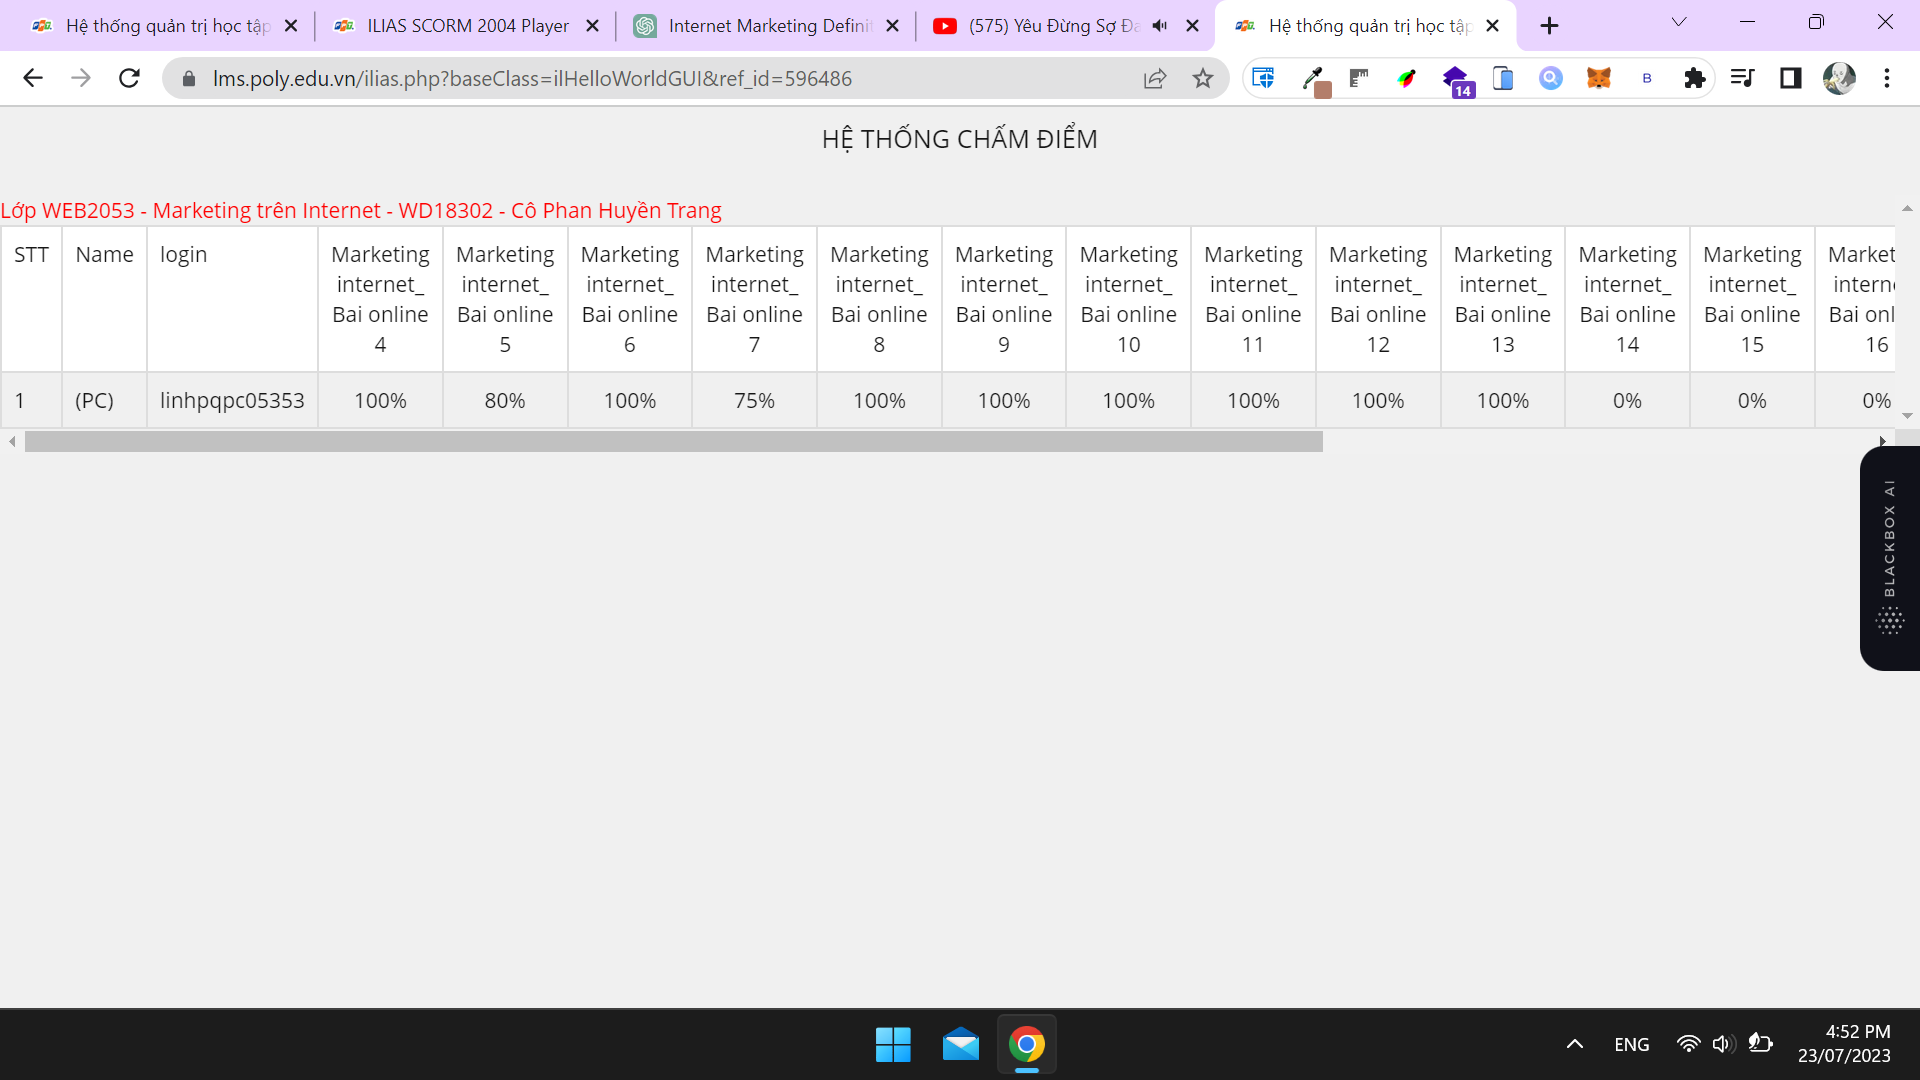 Hệ thống quản trị học tập
ILIAS SCORM 2004 Player
Internet Marketing Definit
(575) Yêu Đừng Sợ Đa
Hệ thống quản trị học tập
lms.poly.edu.vn/ilias.php?baseClass=ilHelloWorldGUI&ref_id=596486
14
B
HỆ THỐNG CHẤM ĐIỂM
Lớp WEB2053 - Marketing trên Internet - WD18302 - Cô Phan Huyền Trang
STT Name login Marketing Marketing Marketing Marketing Marketing Marketing Marketing Marketing Marketing Marketing Marketing Marketing Market
internet_ internet_ internet_ internet_ internet_ internet_ internet_ internet_ internet_ internet_ internet_ internet_ intern
Bai online Bai online Bai online Bai online Bai online Bai online Bai online Bai online Bai online Bai online Bai online Bai online Bai onl
4 5 6 7 8 9 10 11 12 13 14 15 16
1 (PC) linhpqpc05353 100% 80% 100% 75% 100% 100% 100% 100% 100% 100% 0% 0% 0%
BLACKBOX AI
ENG
4:52 PM
23/07/2023